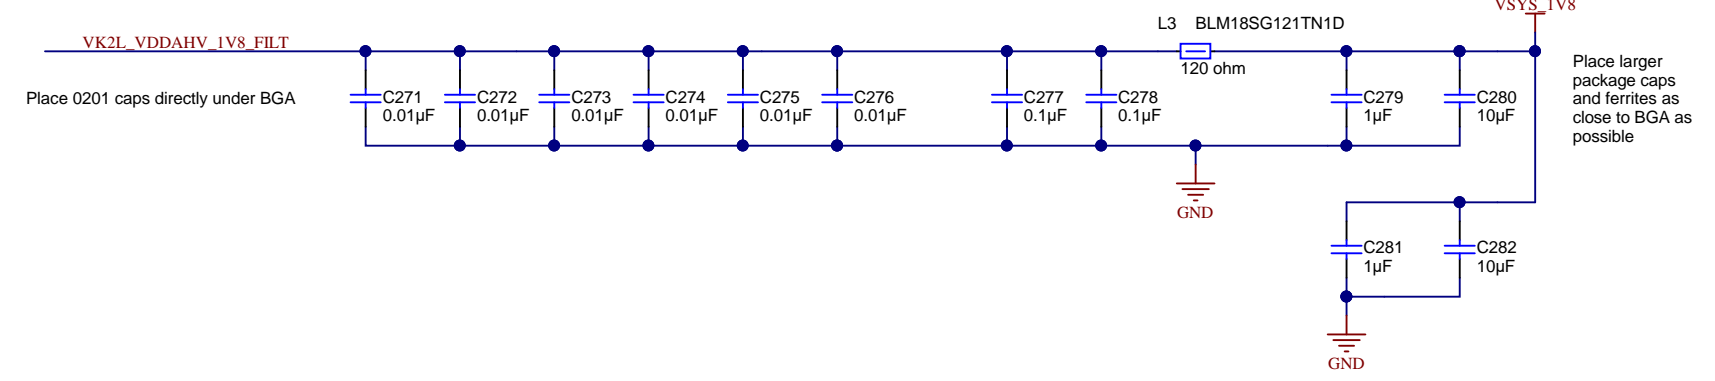 VSYS_1V8
L3 BLM18SG121TN1D
VK2L_VDDAHV_1V8_FILT
120 ohm
Place 0201 caps directly under BGA
C271
0.01µF
C272
0.01µF
C273
0.01µF
C274
0.01µF
C275
0.01µF
C276
0.01µF
C277
0.1µF
C278
0.1µF
C279
1µF
C280
10µF
Place larger
package caps
and ferrites as
close to BGA as
possible
GND
C281
1µF
C282
10µF
GND